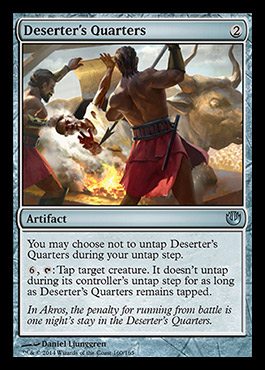 Deserter's Quarters 2
Artifact
You may choose not to untap Deserter's
Quarters during your untap step.
6, : Tap target creature. It doesn't untap
during its controller's untap step for as long
as Deserter's Quarters remains tapped.
In Akros, the penalty for running from battle is
one night's stay in the Deserter's Quarters.
Daniel Ljunggren
™ & © 2014 Wizards of the Coast 160/165